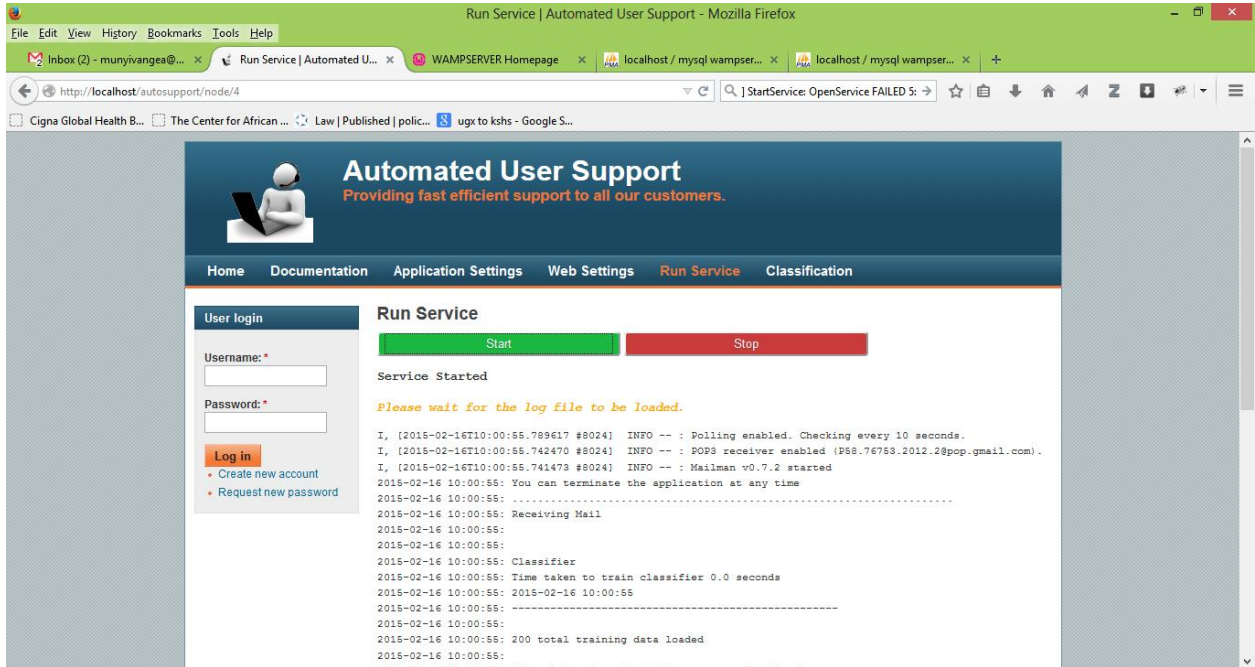 Run Service | Automated User Support - Mozilla Firefox
File Edit View History Bookmarks Tools Help
Inbox (2) - munyivangea@... × Run Service | Automated U... × WAMPSERVER Homepage × localhost / mysql wampser... × localhost / mysql wampser... × +
http://localhost/autosupport/node/4 } StartService: OpenService FAILED 5:
Cigna Global Health B... The Center for African ... Law | Published | polic... ugx to kshs - Google S...
Automated User Support
Providing fast efficient support to all our customers.
Home Documentation Application Settings Web Settings Run Service Classification
User login
Username: *
Password: *
Log in
Create new account
Request new password
Run Service
Start Stop
Service Started
Please wait for the log file to be loaded.
I, [2015-02-16T10:00:55.789617 #8024] INFO -- : Polling enabled. Checking every 10 seconds.
I, [2015-02-16T10:00:55.742470 #8024] INFO -- : POP3 receiver enabled (P58.76753.2012.2@pop.gmail.com).
I, [2015-02-16T10:00:55.741473 #8024] INFO -- : Mailman v0.7.2 started
2015-02-16 10:00:55: You can terminate the application at any time
2015-02-16 10:00:55: ......................................................................
2015-02-16 10:00:55: Receiving Mail
2015-02-16 10:00:55:
2015-02-16 10:00:55:
2015-02-16 10:00:55: Classifier
2015-02-16 10:00:55: Time taken to train classifier 0.0 seconds
2015-02-16 10:00:55: 2015-02-16 10:00:55
2015-02-16 10:00:55: ----------------------------------------------------
2015-02-16 10:00:55:
2015-02-16 10:00:55: 200 total training data loaded
2015-02-16 10:00:55: